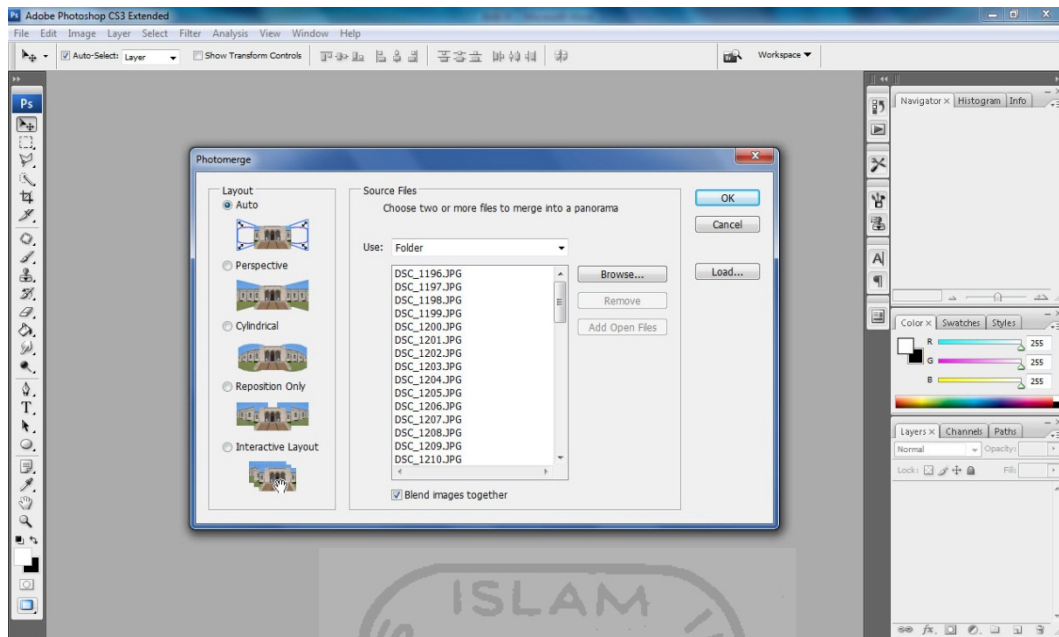 Ps Adobe Photoshop CS3 Extended
File Edit Image Layer Select Filter Analysis View Window Help
Auto-Select: Layer Show Transform Controls Workspace
Ps
Navigator Histogram Info
Photomerge
Layout
Auto
Perspective
Cylindrical
Reposition Only
Interactive Layout
Source Files
Choose two or more files to merge into a panorama
Use: Folder
DSC_1196.JPG
DSC_1197.JPG
DSC_1198.JPG
DSC_1199.JPG
DSC_1200.JPG
DSC_1201.JPG
DSC_1202.JPG
DSC_1203.JPG
DSC_1204.JPG
DSC_1205.JPG
DSC_1206.JPG
DSC_1207.JPG
DSC_1208.JPG
DSC_1209.JPG
DSC_1210.JPG
Blend images together
Browse...
Remove
Add Open Files
OK
Cancel
Load...
Color Swatches Styles
R 255
G 255
B 255
Layers Channels Paths
Normal Opacity:
Lock: Fill:
ISLAM